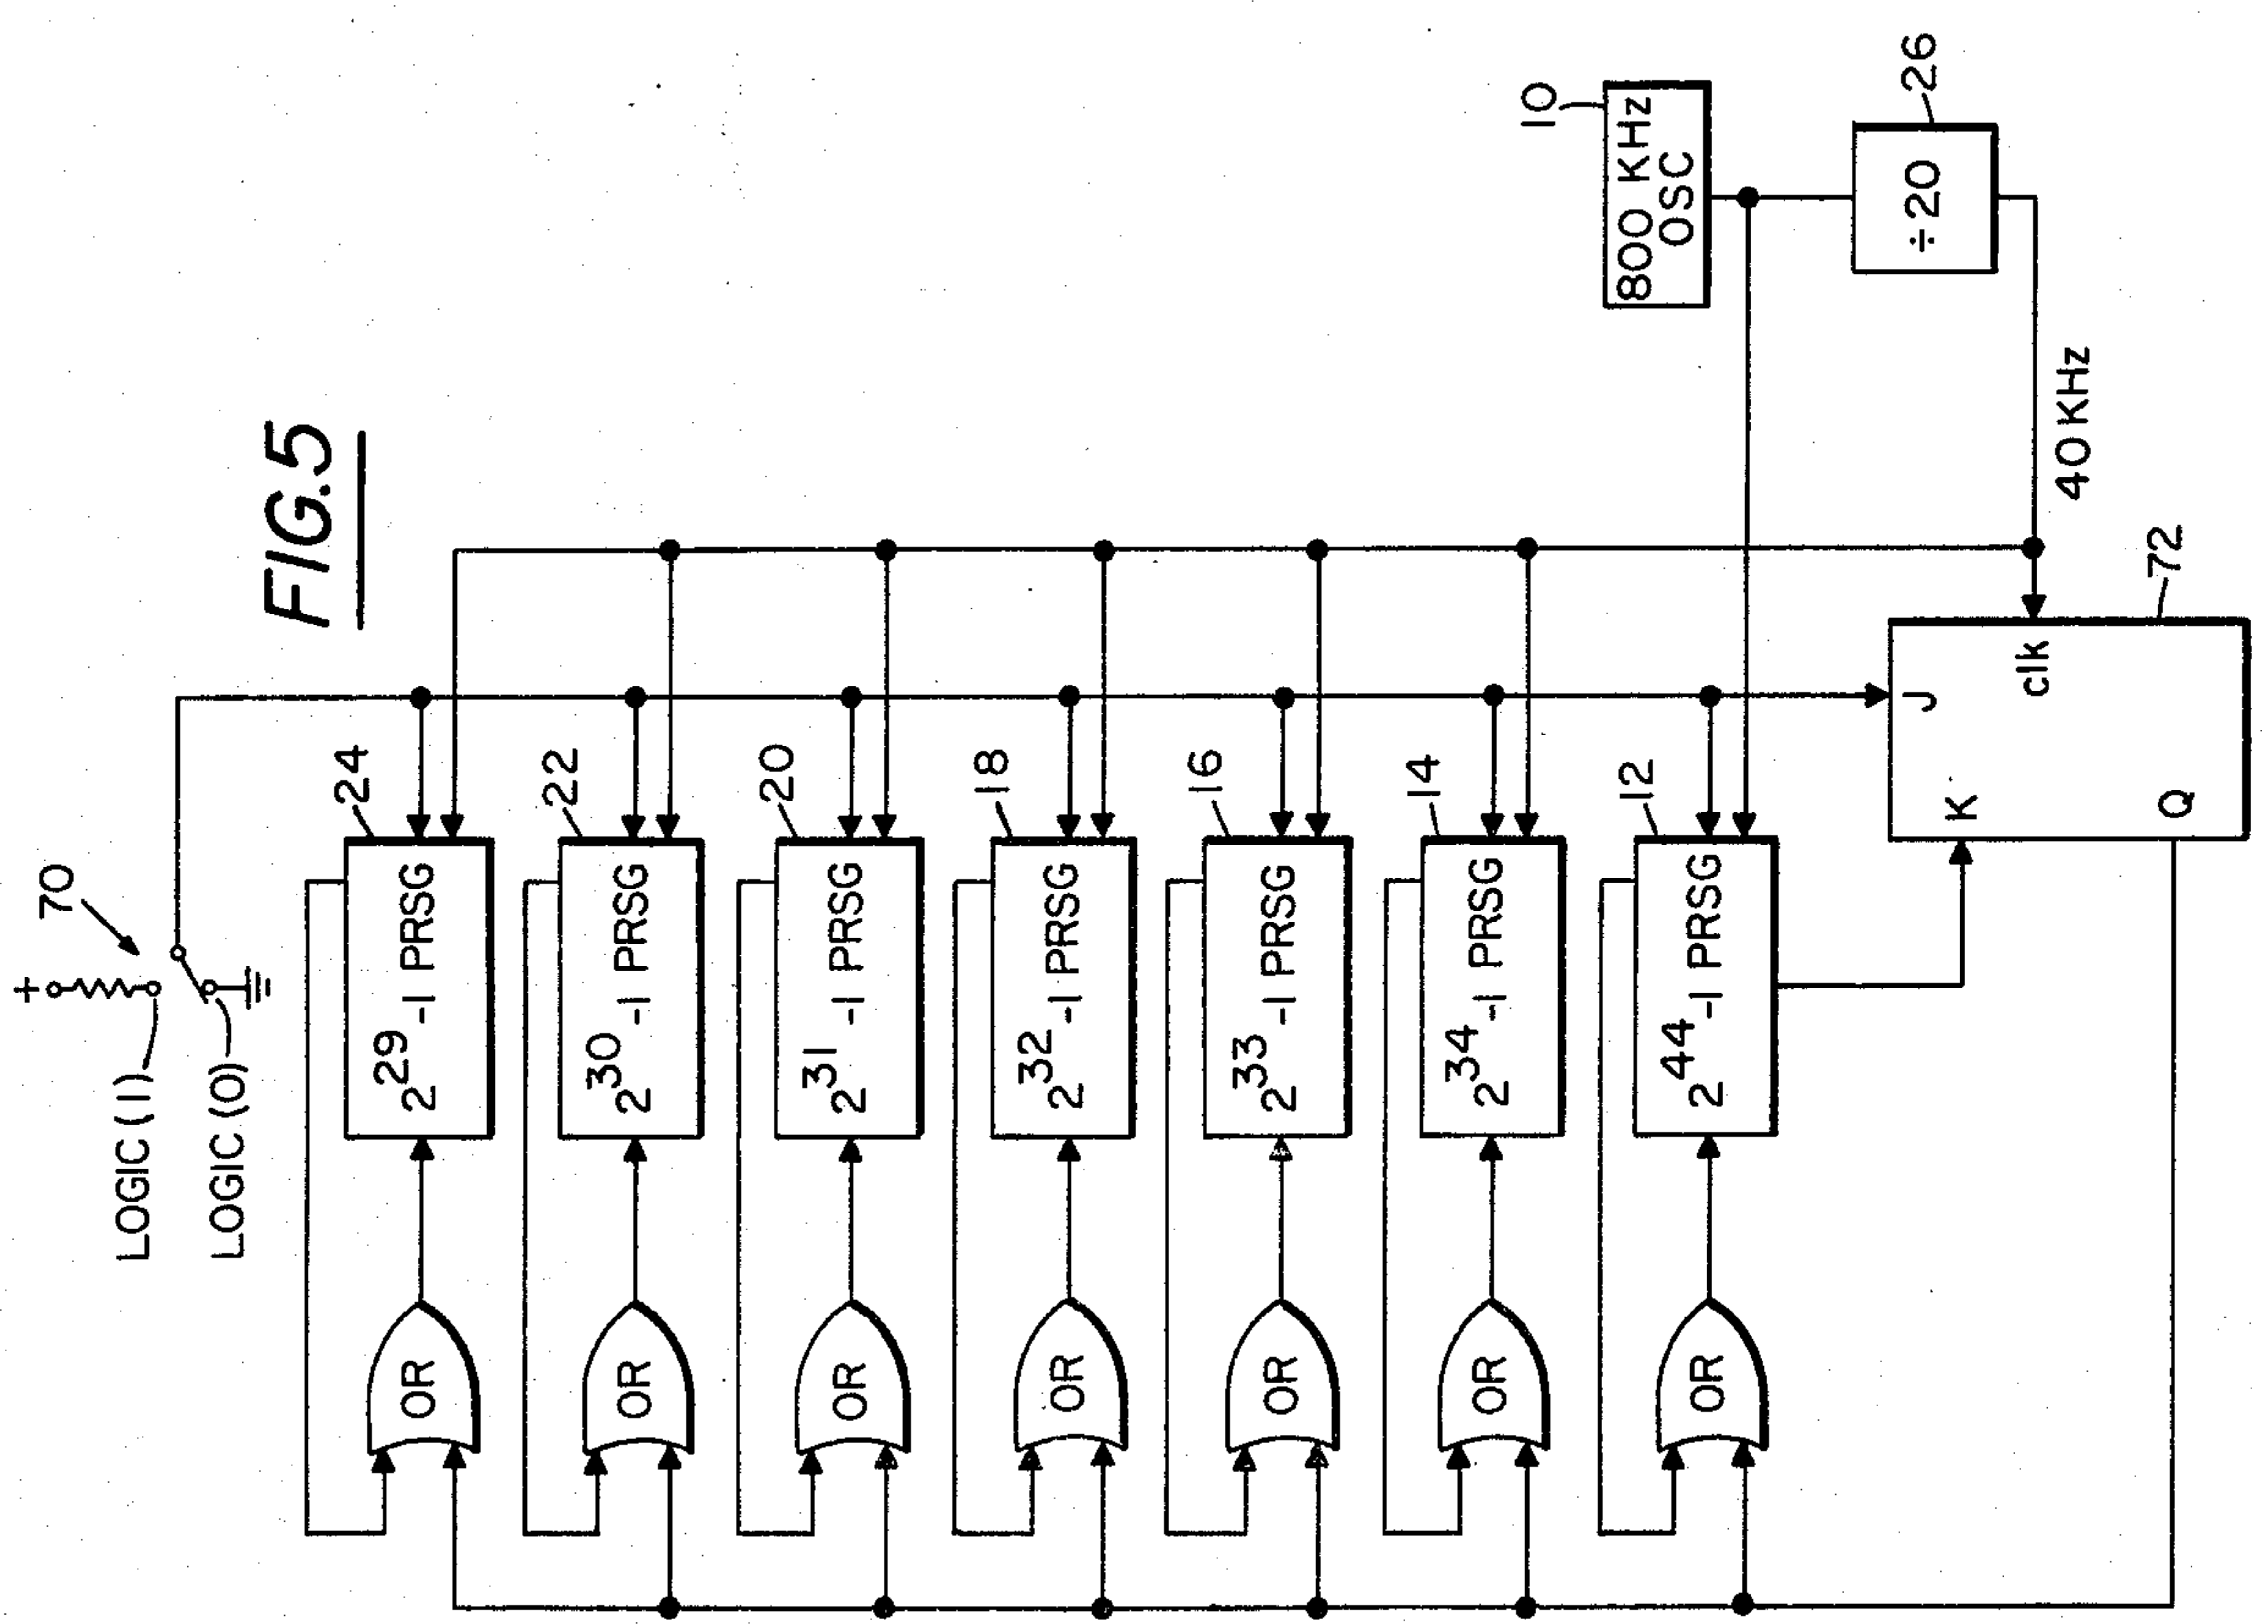 FIG.5
70
+
LOGIC (1)
LOGIC (0)
24
2^29 -1 PRSG
OR
22
2^30 -1 PRSG
OR
20
2^31 -1 PRSG
OR
18
2^32 -1 PRSG
OR
16
2^33 -1 PRSG
OR
14
2^34 -1 PRSG
OR
12
2^44 -1 PRSG
OR
10
800 KHz
OSC
26
÷20
40KHz
72
J
clk
K
Q